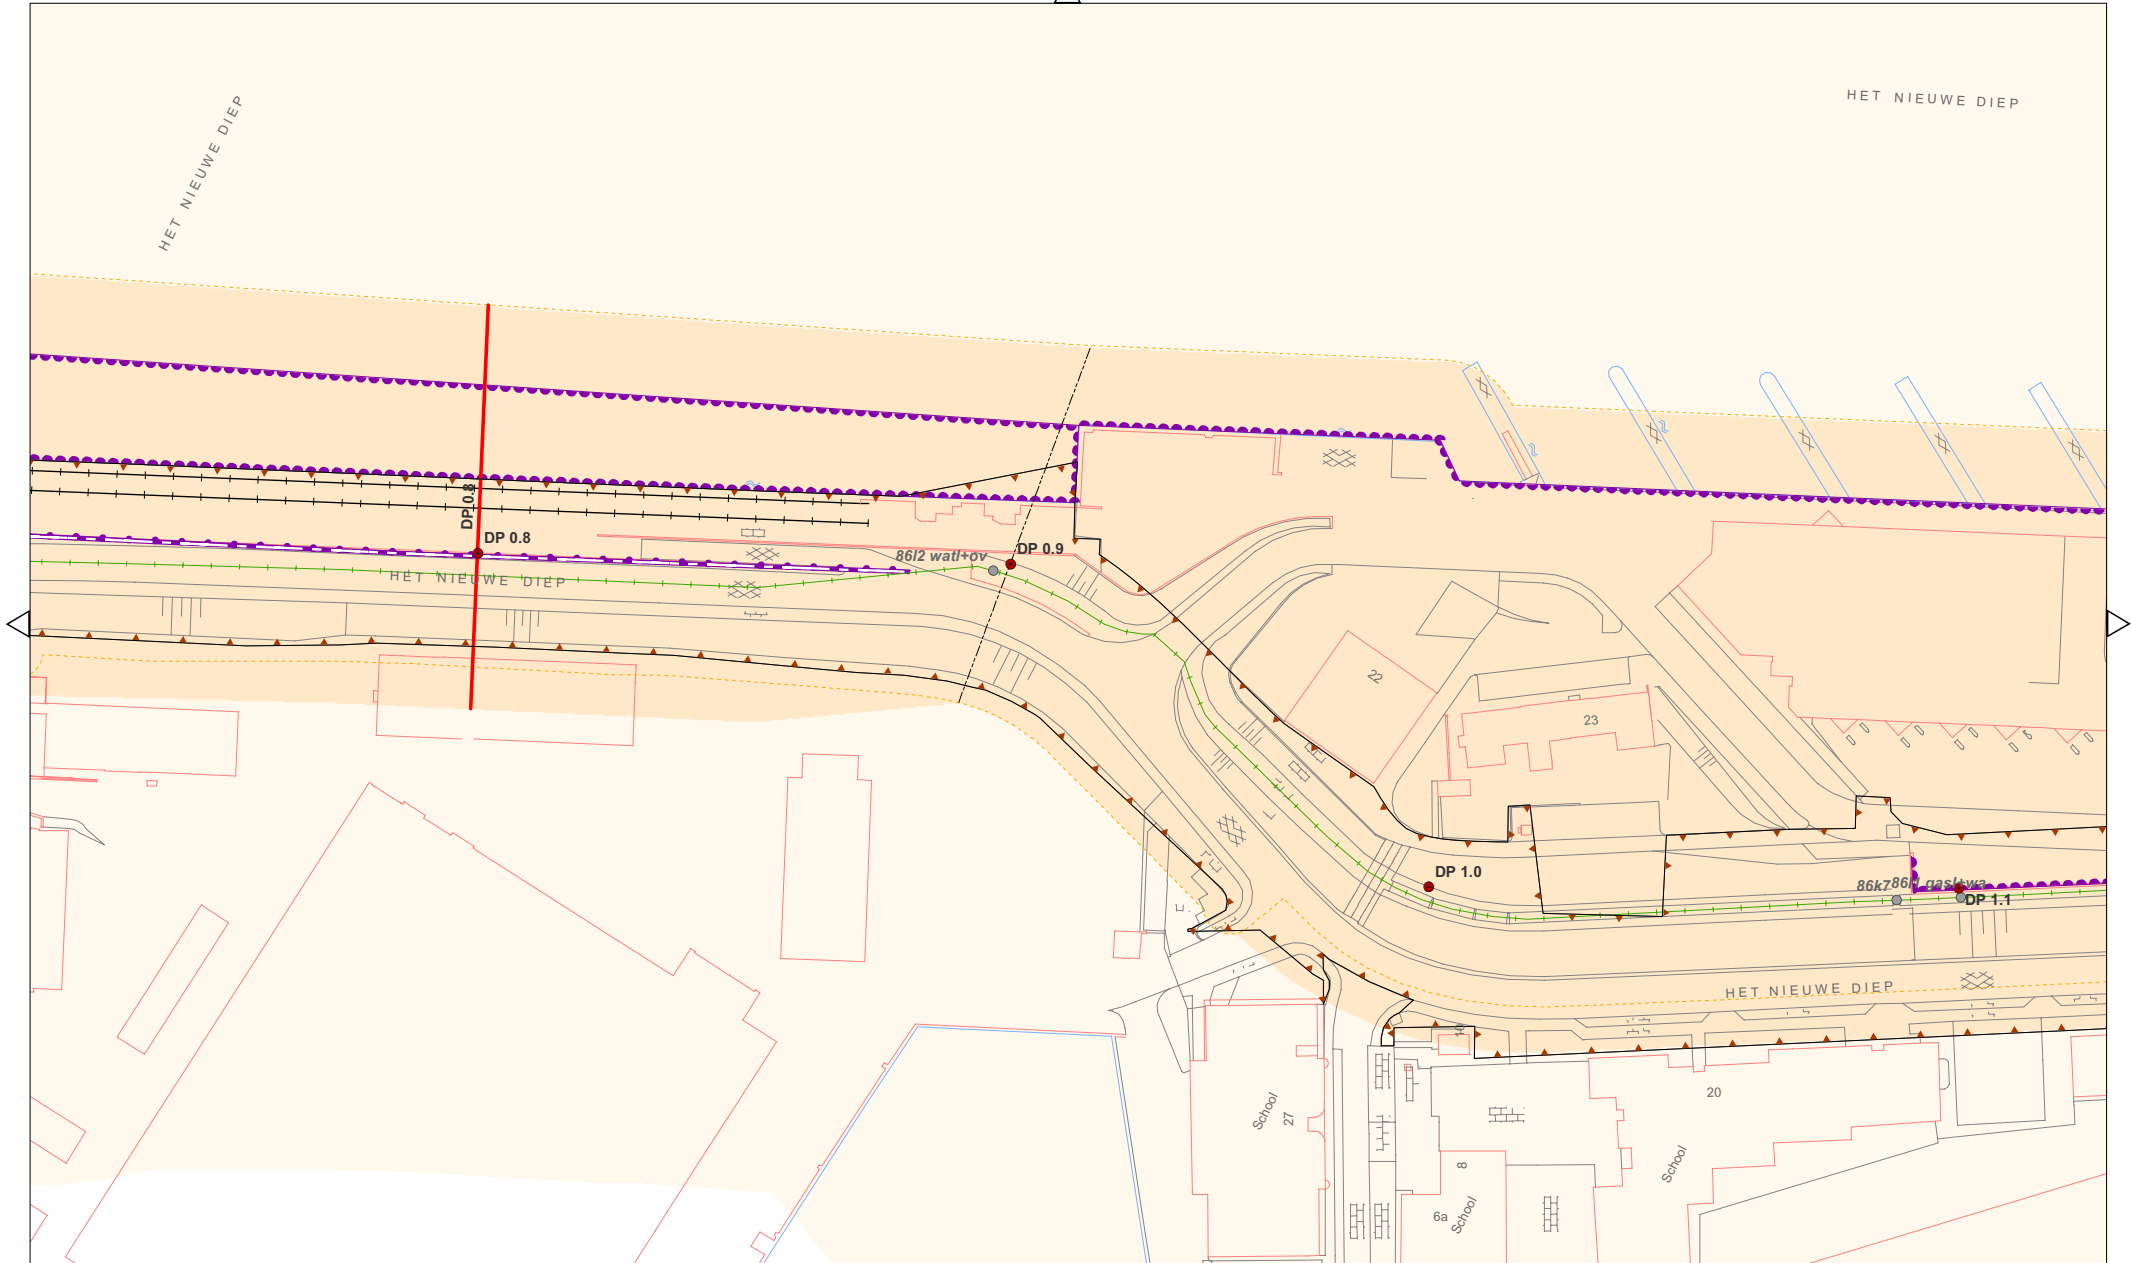 HET NIEUWE DIEP
HET NIEUWE DIEP
DP 0.8
DP 0.8
86l2 watl+ov
DP 0.9
HET NIEUWE DIEP
22
23
DP 1.0
86k7
DP 1.1
HET NIEUWE DIEP
School
27
20
School
8
6a
School